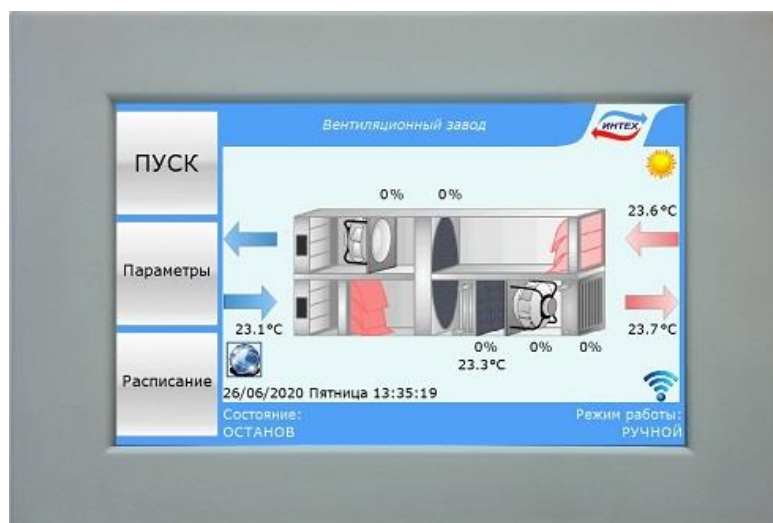 Вентиляционный завод
ИНТЕХ
ПУСК
0% 0%
23.6°C
Параметры
23.1°C
23.7°C
0% 0% 0%
23.3°C
Расписание
26/06/2020 Пятница 13:35:19
Состояние:
ОСТАНОВ
Режим работы:
РУЧНОЙ